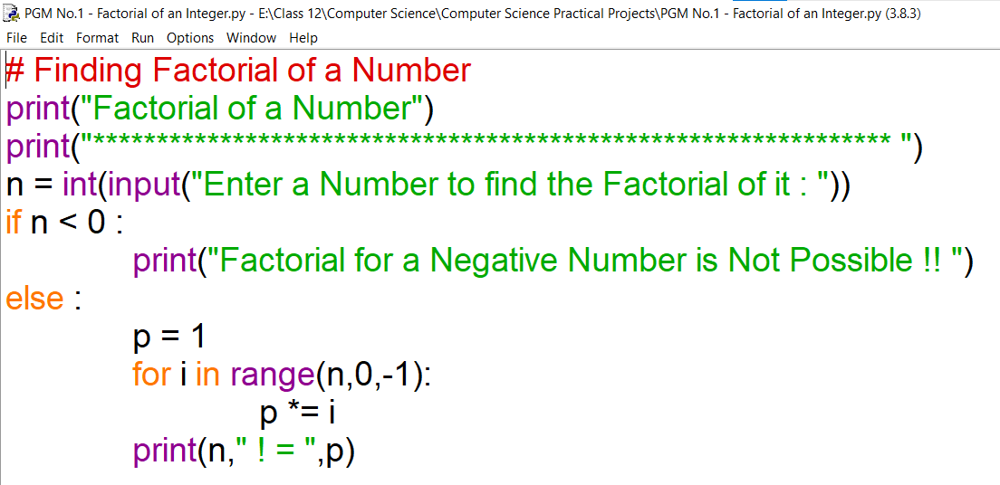 PGM No.1 - Factorial of an Integer.py - E:\Class 12\Computer Science\Computer Science Practical Projects\PGM No.1 - Factorial of an Integer.py (3.8.3)
File Edit Format Run Options Window Help
# Finding Factorial of a Number
print("Factorial of a Number")
print("*************************************************************** ")
n = int(input("Enter a Number to find the Factorial of it : "))
if n < 0 :
        print("Factorial for a Negative Number is Not Possible !! ")
else :
        p = 1
        for i in range(n,0,-1):
                p *= i
        print(n," ! = ",p)